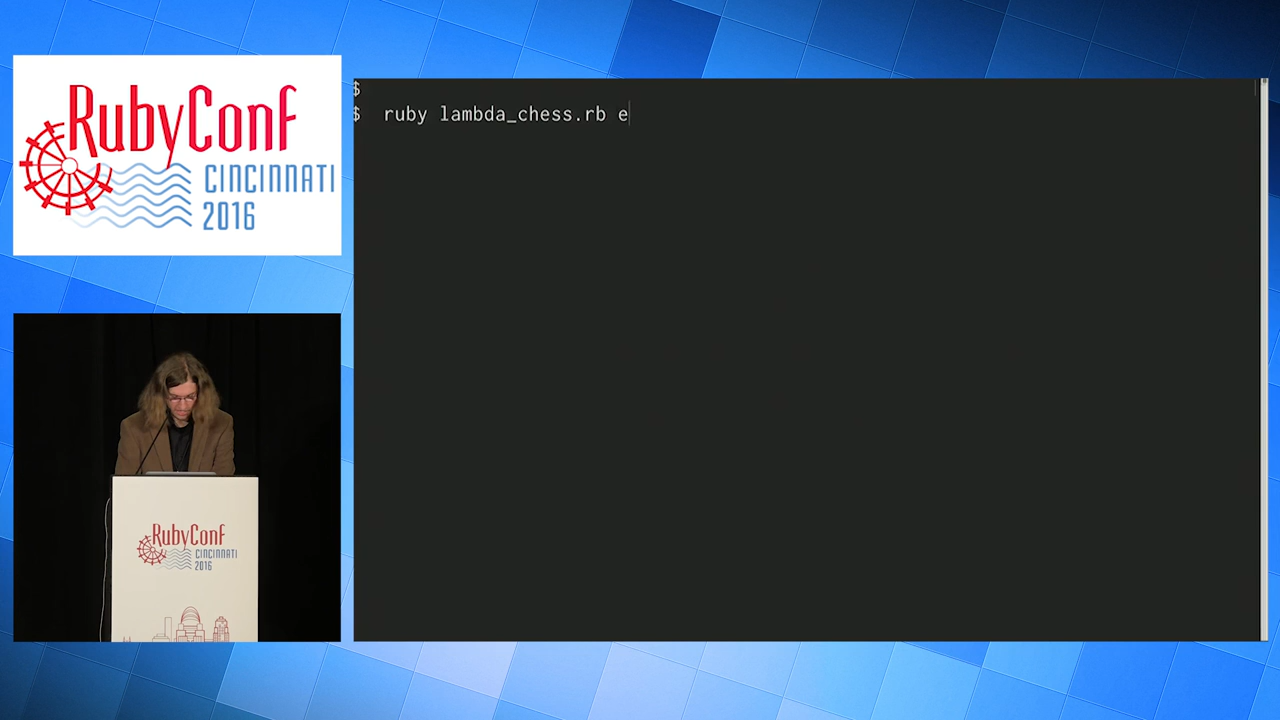 RubyConf
CINCINNATI
2016
$
$ ruby lambda_chess.rb e
RubyConf
CINCINNATI
2016